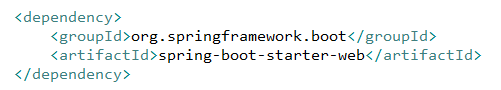 <dependency>
    <groupId>org.springframework.boot</groupId>
    <artifactId>spring-boot-starter-web</artifactId>
</dependency>